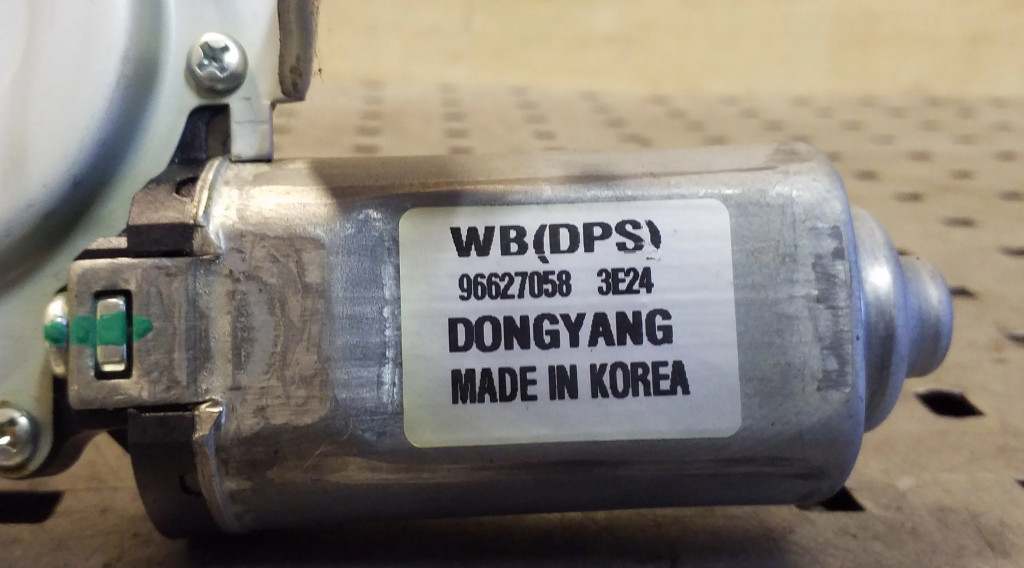 WB(DPS)
96627058 3E24
DONGYANG
MADE IN KOREA